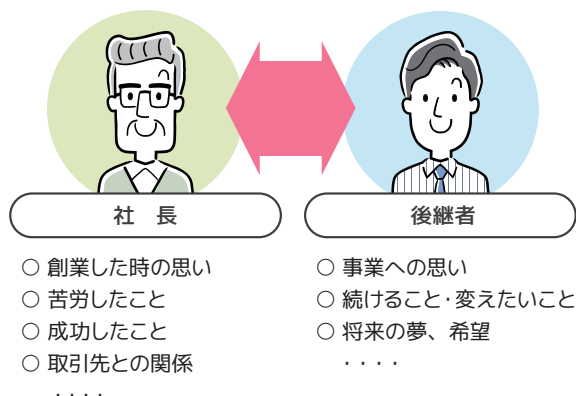 社 長
○ 創業した時の思い
○ 苦労したこと
○ 成功したこと
○ 取引先との関係
・・・・
後継者
○ 事業への思い
○ 続けること・変えたいこと
○ 将来の夢、希望
・・・・